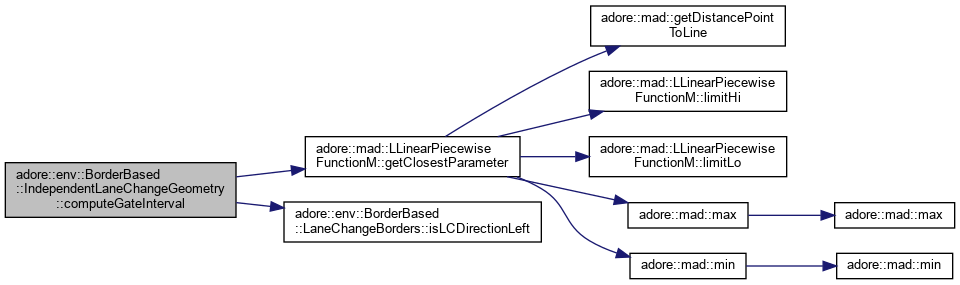 adore::env::BorderBased
::IndependentLaneChangeGeometry
::computeGateInterval
adore::mad::LLinearPiecewise
FunctionM::getClosestParameter
adore::env::BorderBased
::LaneChangeBorders::isLCDirectionLeft
adore::mad::getDistancePoint
ToLine
adore::mad::LLinearPiecewise
FunctionM::limitHi
adore::mad::LLinearPiecewise
FunctionM::limitLo
adore::mad::max
adore::mad::max
adore::mad::min
adore::mad::min